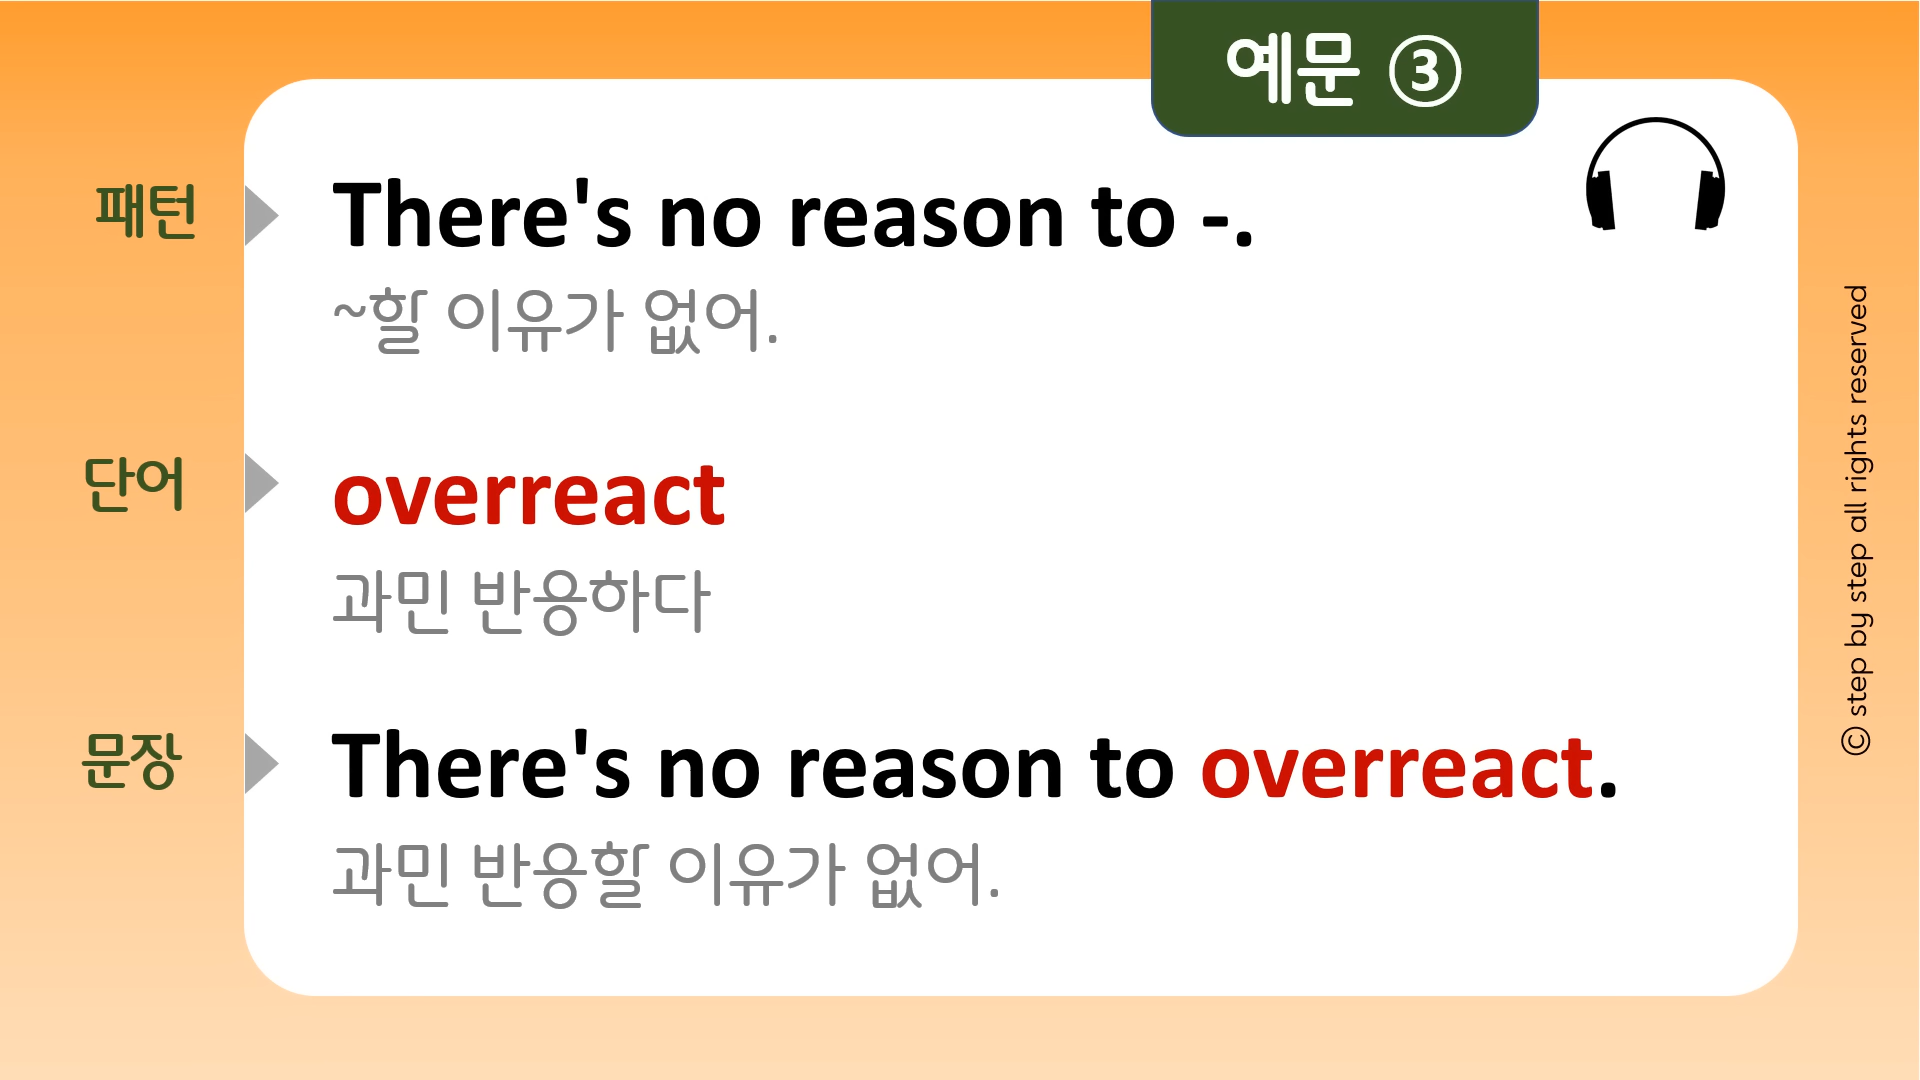 예문 ③
패턴
There's no reason to -.
~할 이유가 없어.
단어
overreact
과민 반응하다
문장
There's no reason to overreact.
과민 반응할 이유가 없어.
© step by step all rights reserved